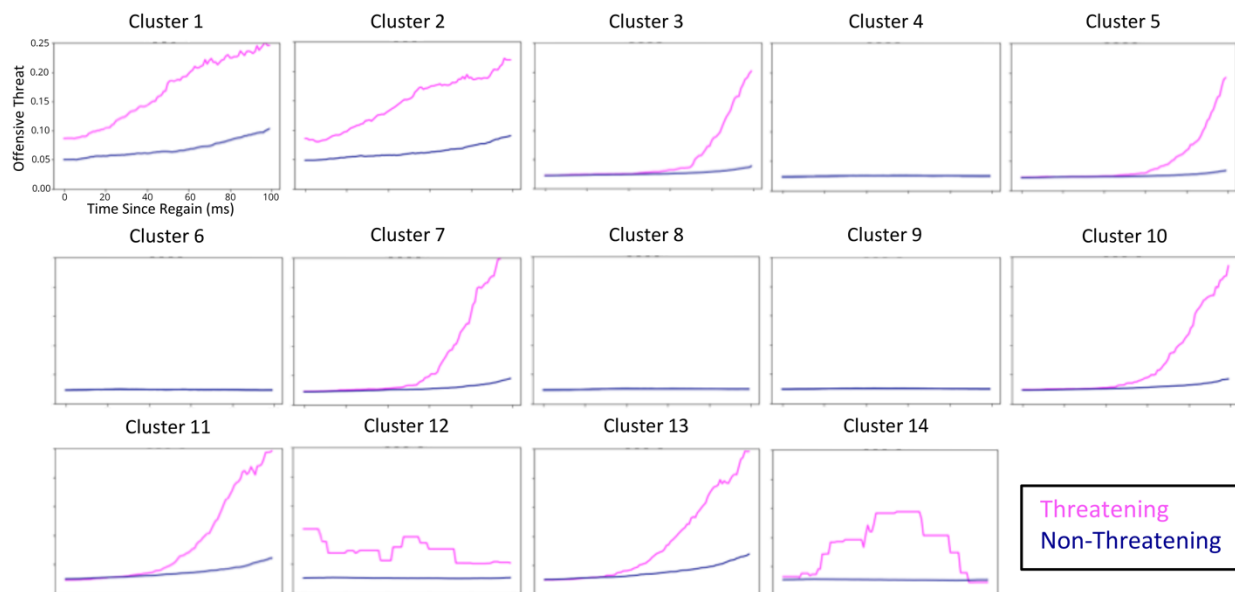 Cluster 1
Cluster 2
Cluster 3
Cluster 4
Cluster 5
Offensive Threat
0.25
0.20
0.15
0.10
0.05
0.00
0
20
40
60
80
100
Time Since Regain (ms)
Cluster 6
Cluster 7
Cluster 8
Cluster 9
Cluster 10
Cluster 11
Cluster 12
Cluster 13
Cluster 14
Threatening
Non-Threatening